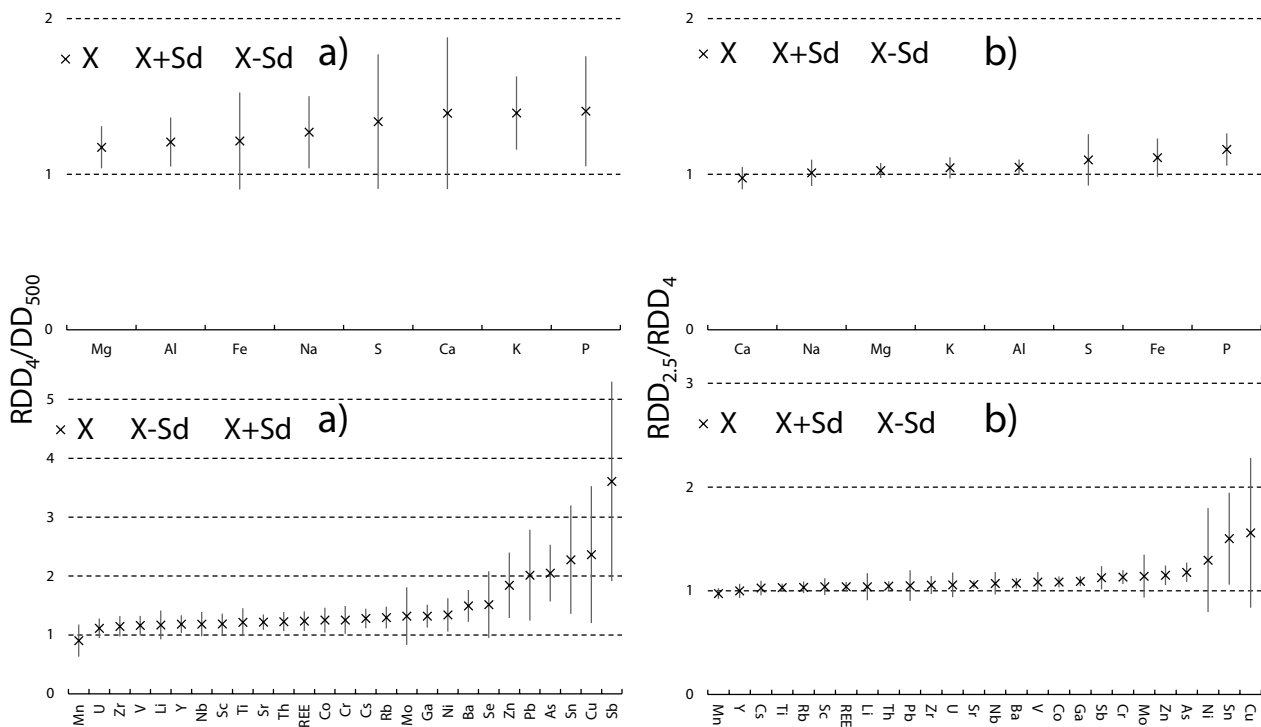 2
× X X+Sd X-Sd a)
1
0
Mg Al Fe Na S Ca K P
2
× X X+Sd X-Sd b)
1
0
Ca Na Mg K Al S Fe P
RDD4/DD500
5
× X X-Sd X+Sd a)
4
3
2
1
0
Mn U Zr V Li Y Nb Sc Ti Sr Th REE Co Cr Cs Rb Mo Ga Ni Ba Se Zn Pb As Sn Cu Sb
RDD2.5/RDD4
3
× X X+Sd X-Sd b)
2
1
0
Mn Y Cs Ti Rb Sc REE Li Th Pb Zr U Sr Nb Ba V Co Ga Sb Cr Mo Zn As Ni Sn Cu